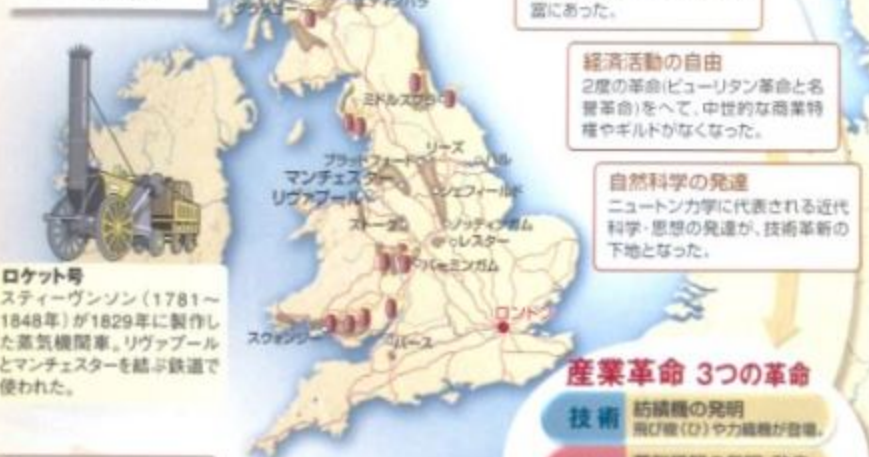 グラスゴー
エディンバラ
富にあった。
経済活動の自由
2度の革命(ピューリタン革命と名
誉革命)をへて、中世的な商業特
権やギルドがなくなった。
ミドルズブラ
リーズ
ブラッドフォード
ハル
マンチェスター
リヴァプール
シェフィールド
自然科学の発達
ニュートン力学に代表される近代
科学・思想の発達が、技術革新の
下地となった。
ストーク
ノッティンガム
レスター
バーミンガム
ロケット号
スティーヴンソン(1781~
1848年)が1829年に製作し
た蒸気機関車。リヴァプール
とマンチェスターを結ぶ鉄道で
使われた。
ロンドン
スウォンジー
バース
産業革命 3つの革命
技術
紡績機の発明
飛び梭(ひ)や力織機が登場。